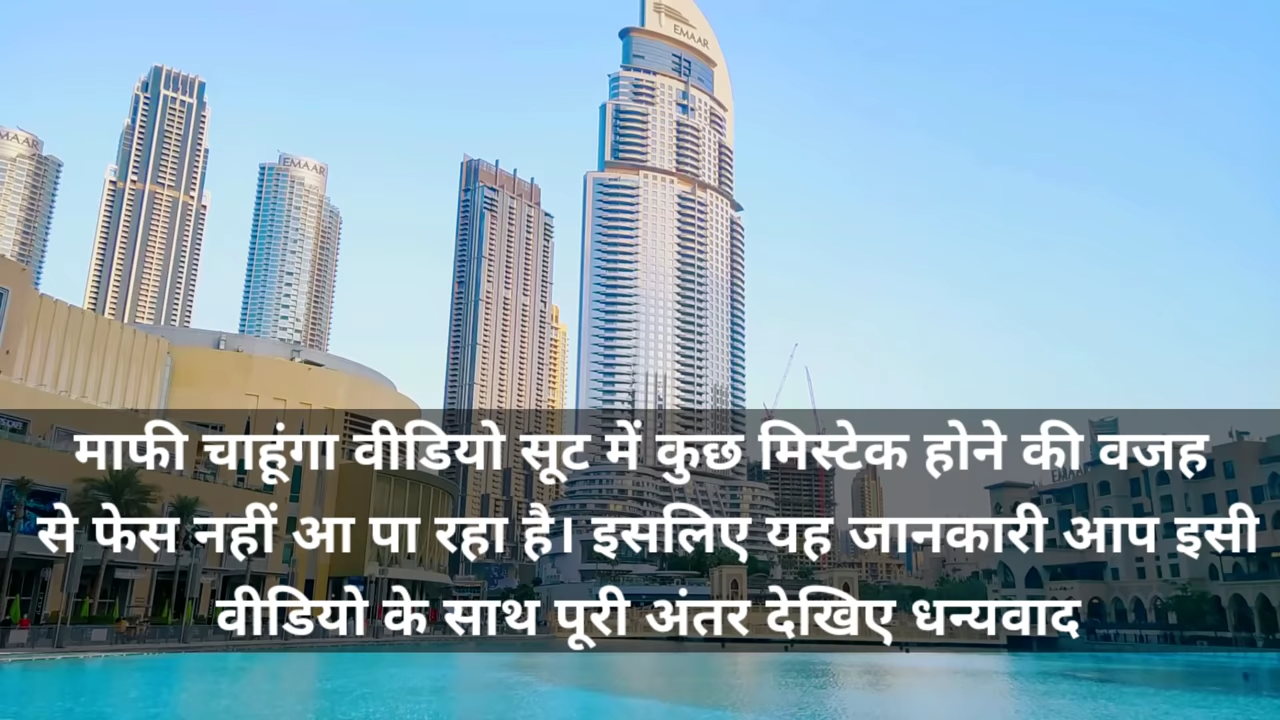 EMAAR
EMAAR
EMAAR
माफी चाहूंगा वीडियो सूट में कुछ मिस्टेक होने की वजह
से फेस नहीं आ पा रहा है। इसलिए यह जानकारी आप इसी
वीडियो के साथ पूरी अंतर देखिए धन्यवाद